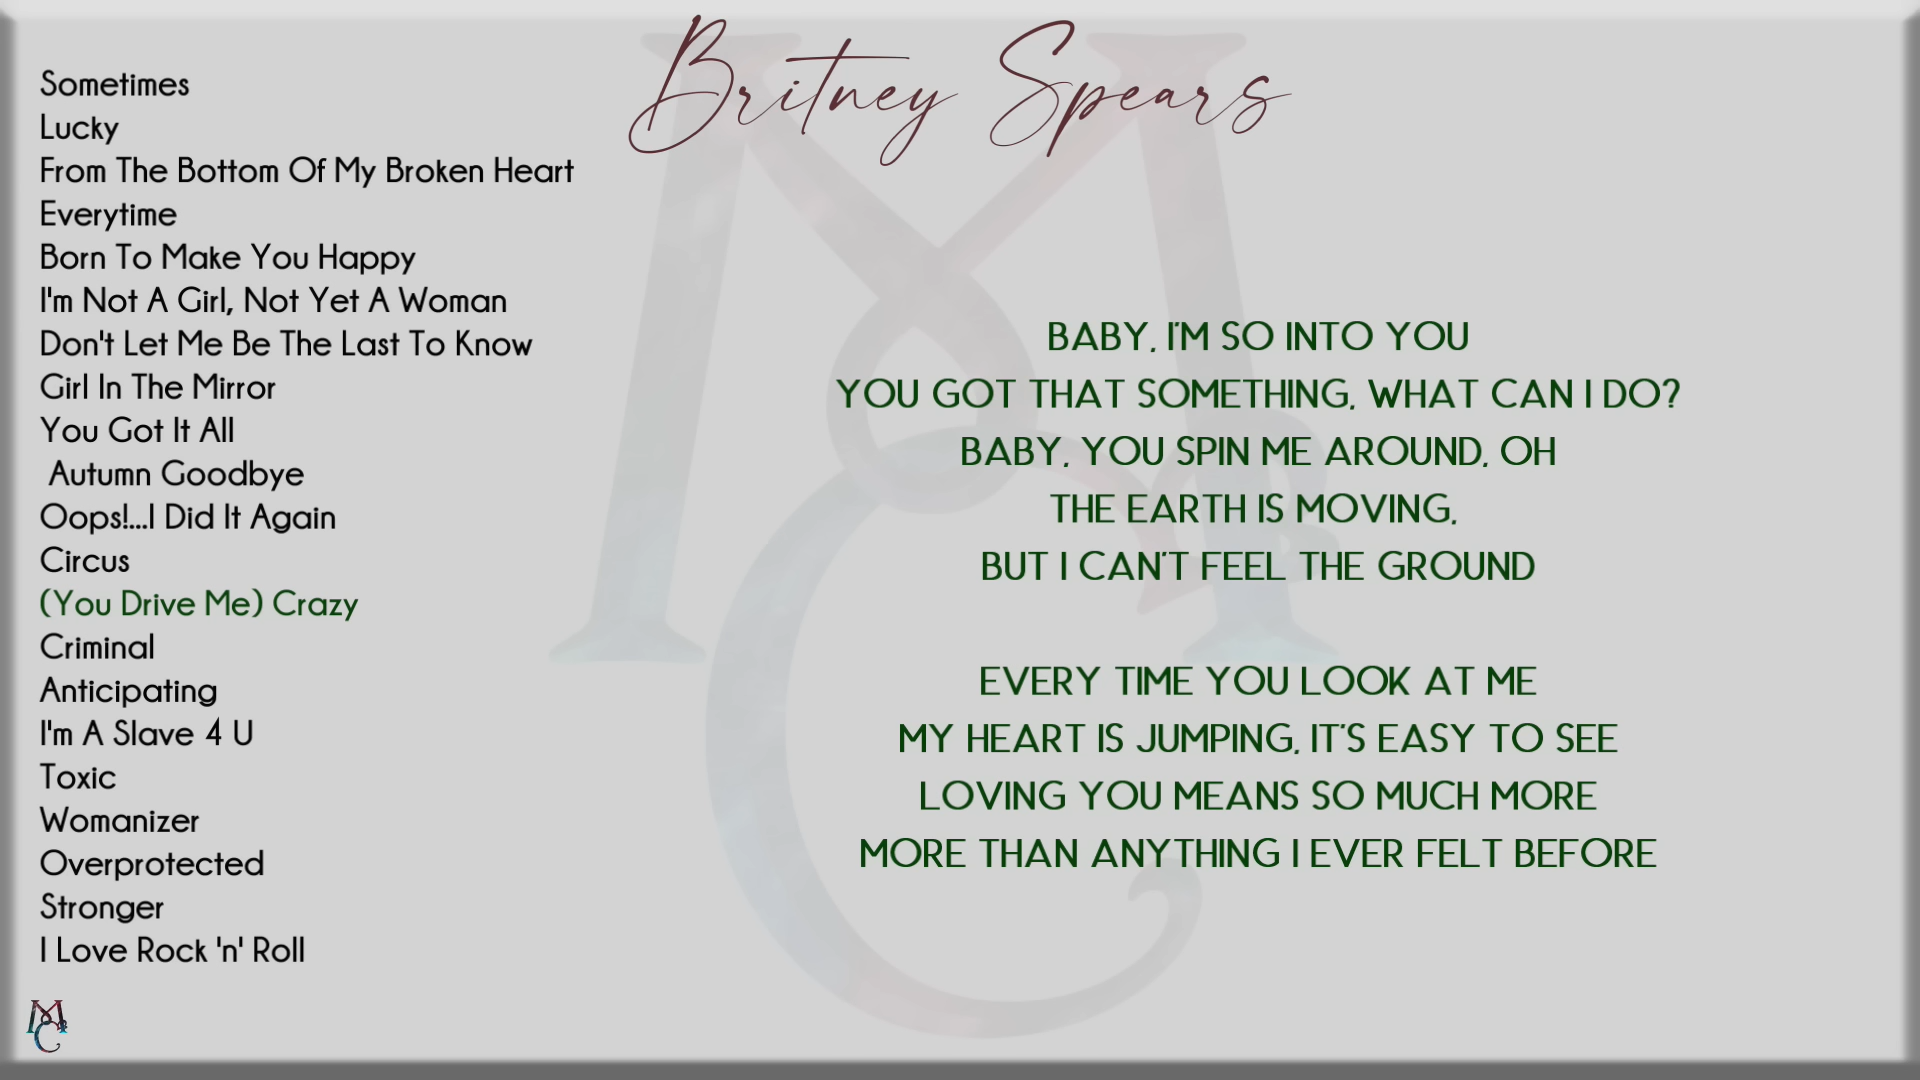 Britney Spears
Sometimes
Lucky
From The Bottom Of My Broken Heart
Everytime
Born To Make You Happy
I'm Not A Girl, Not Yet A Woman
Don't Let Me Be The Last To Know
Girl In The Mirror
You Got It All
Autumn Goodbye
Oops!...I Did It Again
Circus
(You Drive Me) Crazy
Criminal
Anticipating
I'm A Slave 4 U
Toxic
Womanizer
Overprotected
Stronger
I Love Rock 'n' Roll
BABY, I'M SO INTO YOU
YOU GOT THAT SOMETHING, WHAT CAN I DO?
BABY, YOU SPIN ME AROUND, OH
THE EARTH IS MOVING,
BUT I CAN'T FEEL THE GROUND
EVERY TIME YOU LOOK AT ME
MY HEART IS JUMPING, IT'S EASY TO SEE
LOVING YOU MEANS SO MUCH MORE
MORE THAN ANYTHING I EVER FELT BEFORE
MC